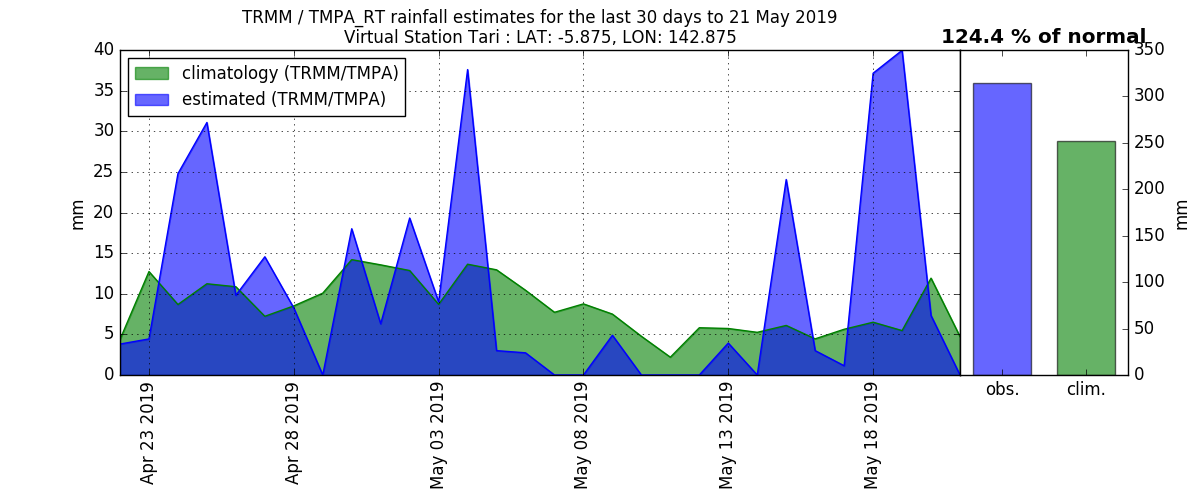 TRMM / TMPA_RT rainfall estimates for the last 30 days to 21 May 2019
Virtual Station Tari : LAT: -5.875, LON: 142.875
124.4 % of normal
climatology (TRMM/TMPA)
estimated (TRMM/TMPA)
mm
40
35
30
25
20
15
10
5
0
Apr 23 2019
Apr 28 2019
May 03 2019
May 08 2019
May 13 2019
May 18 2019
obs.
clim.
350
300
250
200
150
100
50
0
mm